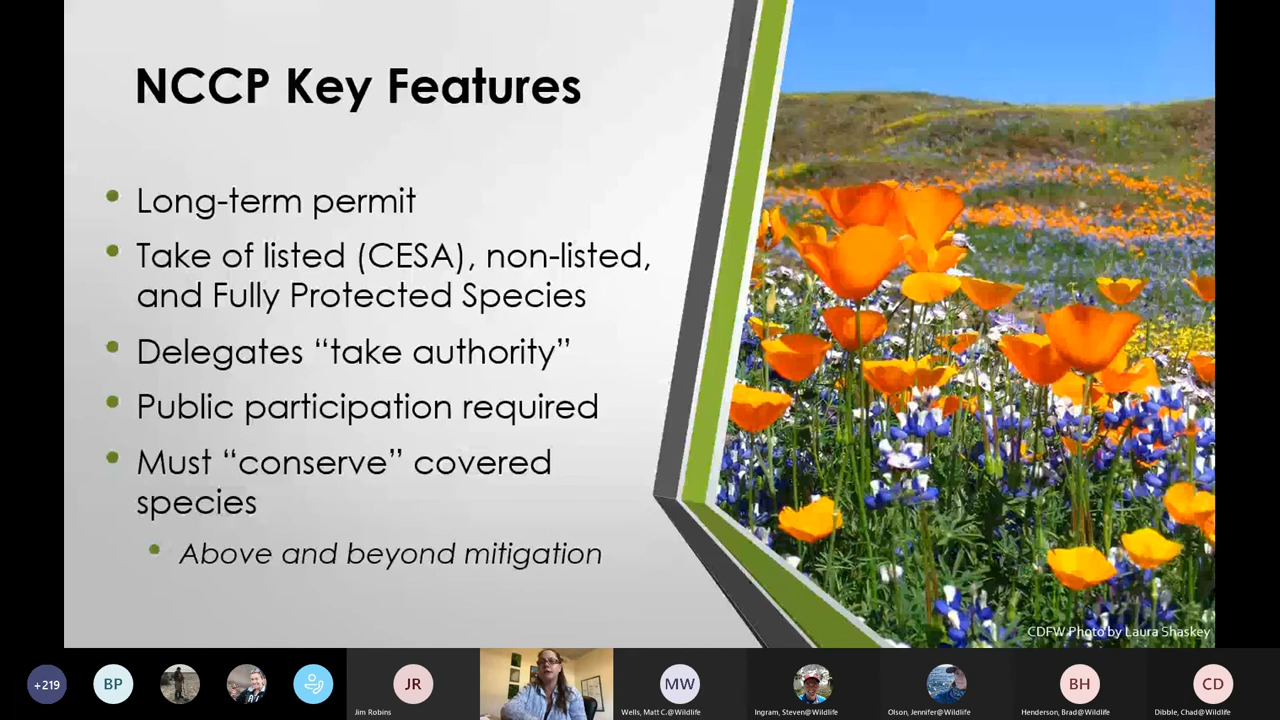 NCCP Key Features
Long-term permit
Take of listed (CESA), non-listed,
and Fully Protected Species
Delegates “take authority”
Public participation required
Must “conserve” covered
species
Above and beyond mitigation
CDFW Photo by Laura Shaskey
+219
BP
JR
MW
BH
CD
Jim Robins
Wells, Matt C.@Wildlife
Ingram, Steven@Wildlife
Olson, Jennifer@Wildlife
Henderson, Brad@Wildlife
Dibble, Chad@Wildlife